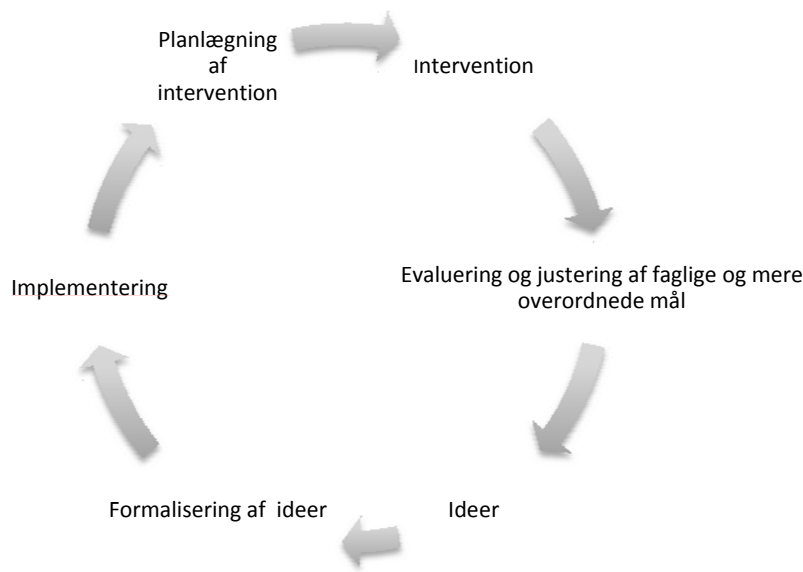 Planlægning
af
intervention
Intervention
Evaluering og justering af faglige og mere
overordnede mål
Ideer
Formalisering af ideer
Implementering